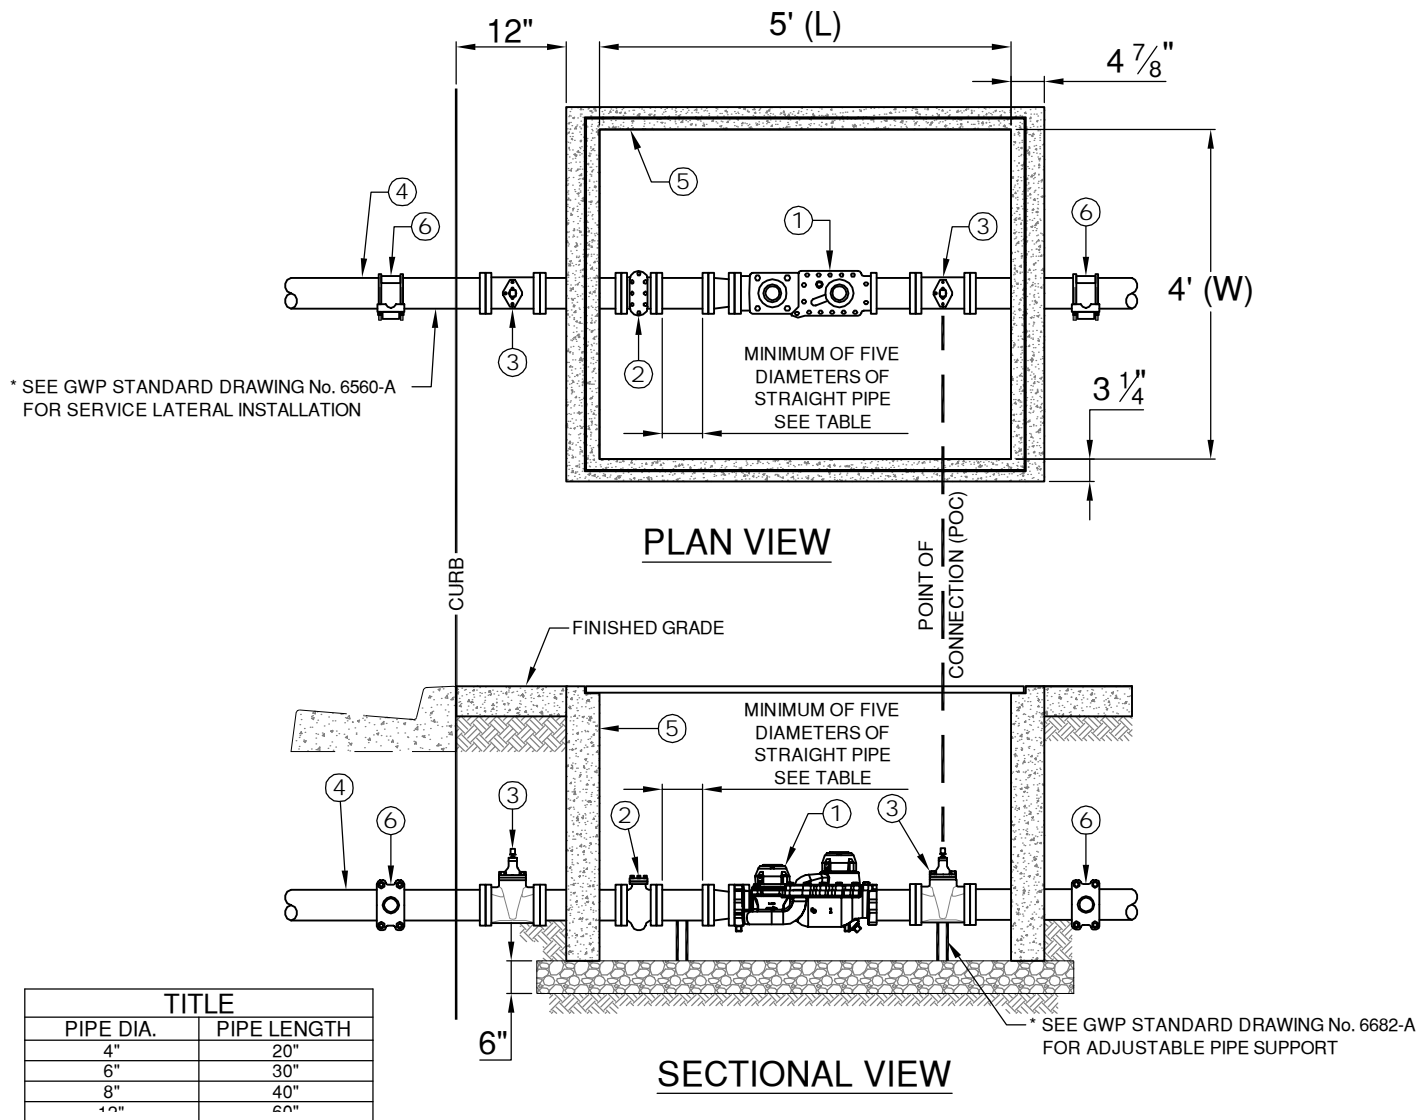 12"
5' (L)
4 7/8"
5
4
6
1
3
6
4' (W)
3
2
MINIMUM OF FIVE
DIAMETERS OF
STRAIGHT PIPE
SEE TABLE
3 1/4"
* SEE GWP STANDARD DRAWING No. 6560-A
FOR SERVICE LATERAL INSTALLATION
PLAN VIEW
CURB
POINT OF
CONNECTION (POC)
FINISHED GRADE
MINIMUM OF FIVE
DIAMETERS OF
STRAIGHT PIPE
SEE TABLE
5
4
3
6
2
1
3
6
6"
* SEE GWP STANDARD DRAWING No. 6682-A
FOR ADJUSTABLE PIPE SUPPORT
SECTIONAL VIEW
TITLE
PIPE DIA. PIPE LENGTH
4" 20"
6" 30"
8" 40"
12" 60"